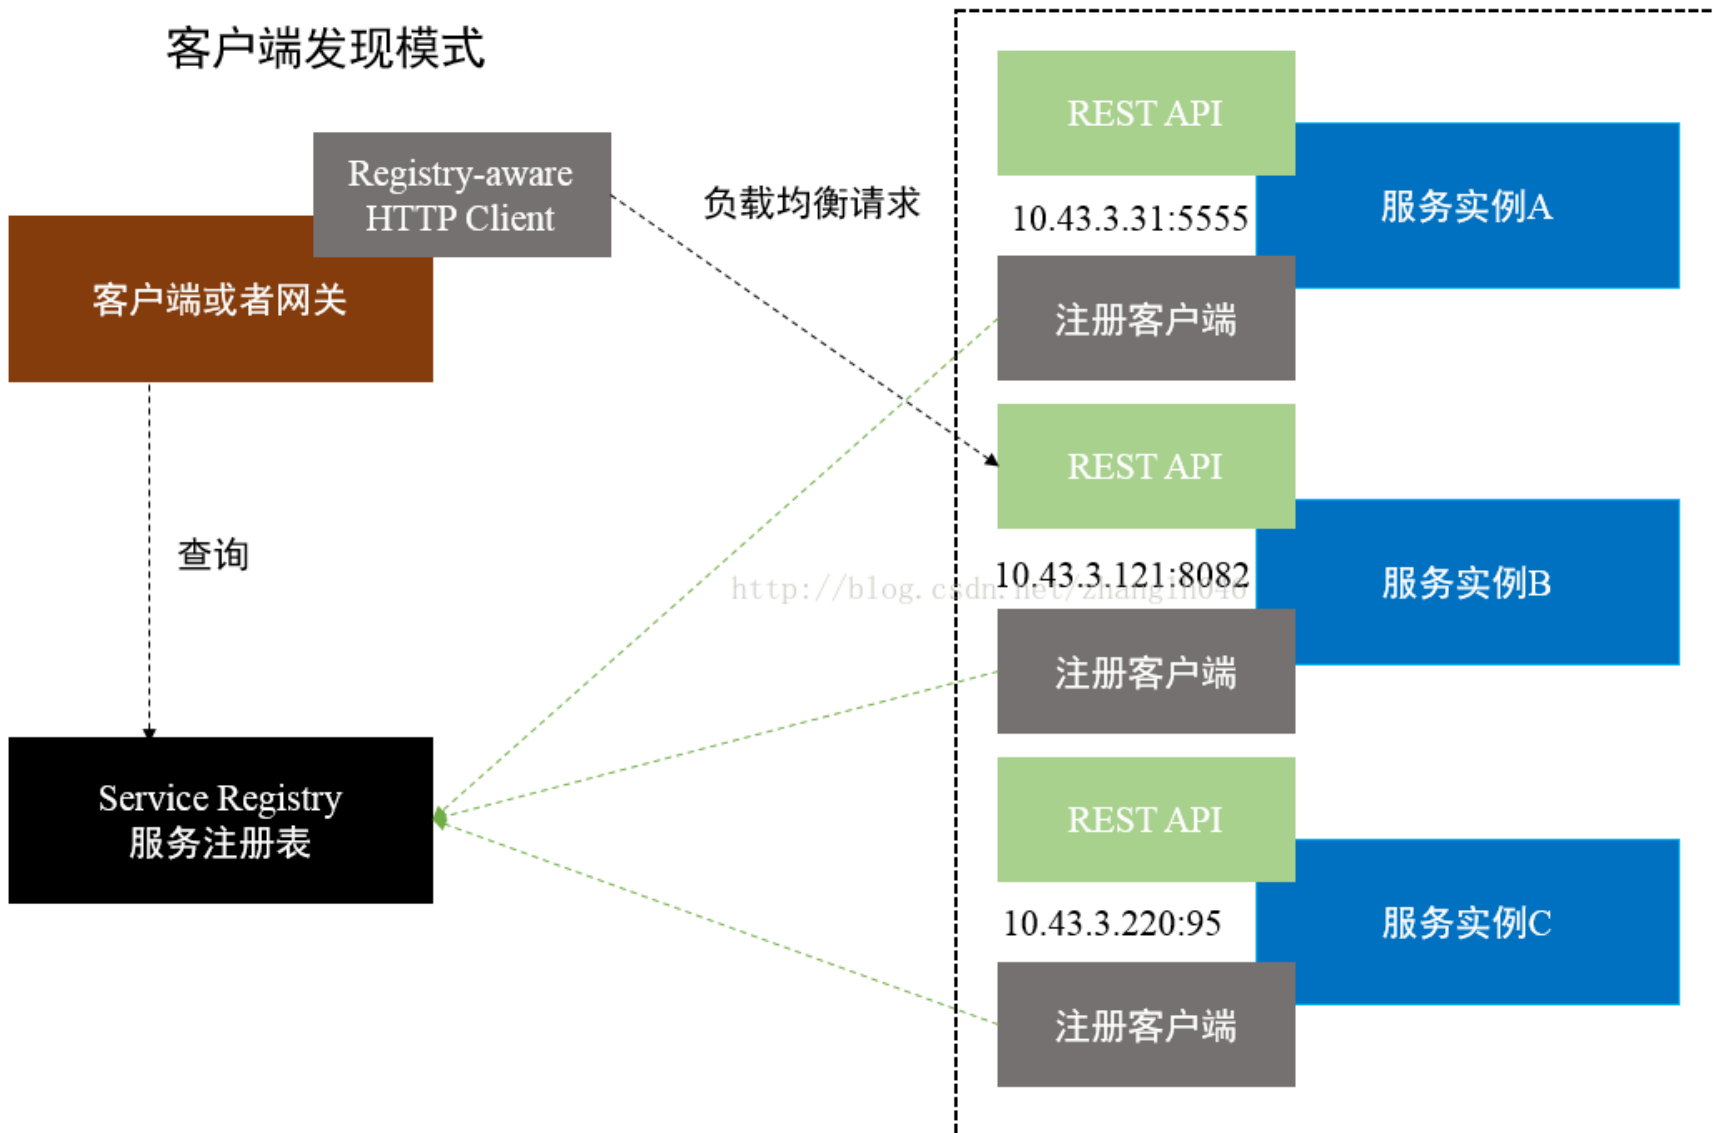 客户端发现模式
Registry-aware
HTTP Client
客户端或者网关
负载均衡请求
查询
Service Registry
服务注册表
REST API
10.43.3.31:5555
服务实例A
注册客户端
REST API
10.43.3.121:8082
服务实例B
注册客户端
REST API
10.43.3.220:95
服务实例C
注册客户端